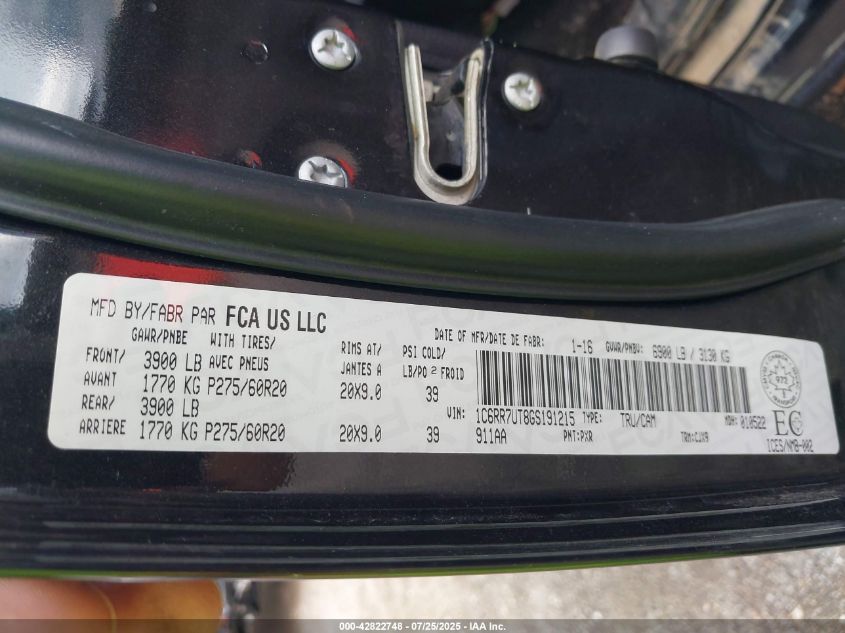 MFD BY/FABR PAR FCA US LLC
DATE OF MFR/DATE DE FABR: 1-16 GVWR/PNBV: 6900 LB / 3130 KG
GAWR/PNBE WITH TIRES/ RIMS AT/ PSI COLD/
FRONT/ 3900 LB AVEC PNEUS JANTES A LB/PO² FROID
AVANT 1770 KG P275/60R20 20X9.0 39
REAR/ 3900 LB
ARRIERE 1770 KG P275/60R20 20X9.0 39
VIN: 1C6RR7UT8GS191215 TYPE: TRU/CAM MDH: 010522
911AA PNT:PXR TRM:CJX9
CANADA
972
EC
ICES/NMB-002
000-42822748 - 07/25/2025 - IAA Inc.